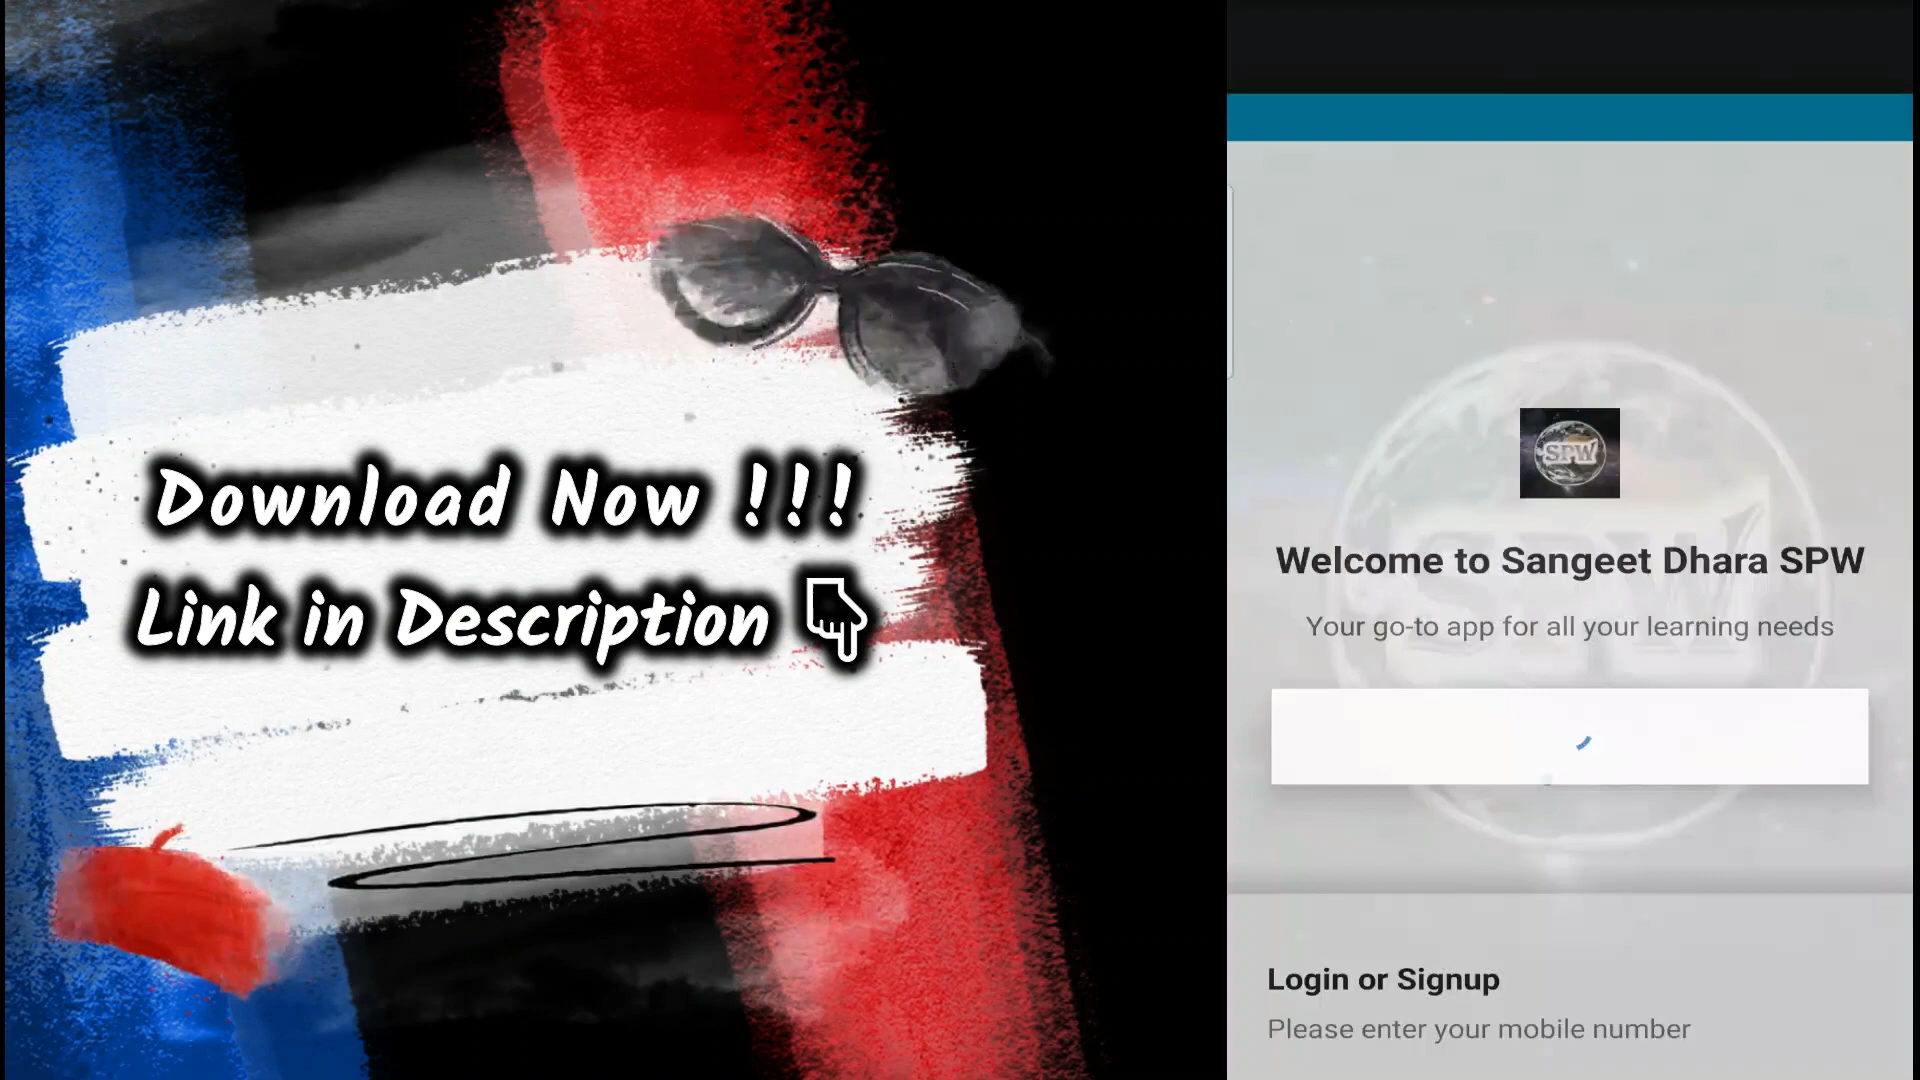 Download Now !!!
Link in Description 👇
SPW
Welcome to Sangeet Dhara SPW
Your go-to app for all your learning needs
Login or Signup
Please enter your mobile number